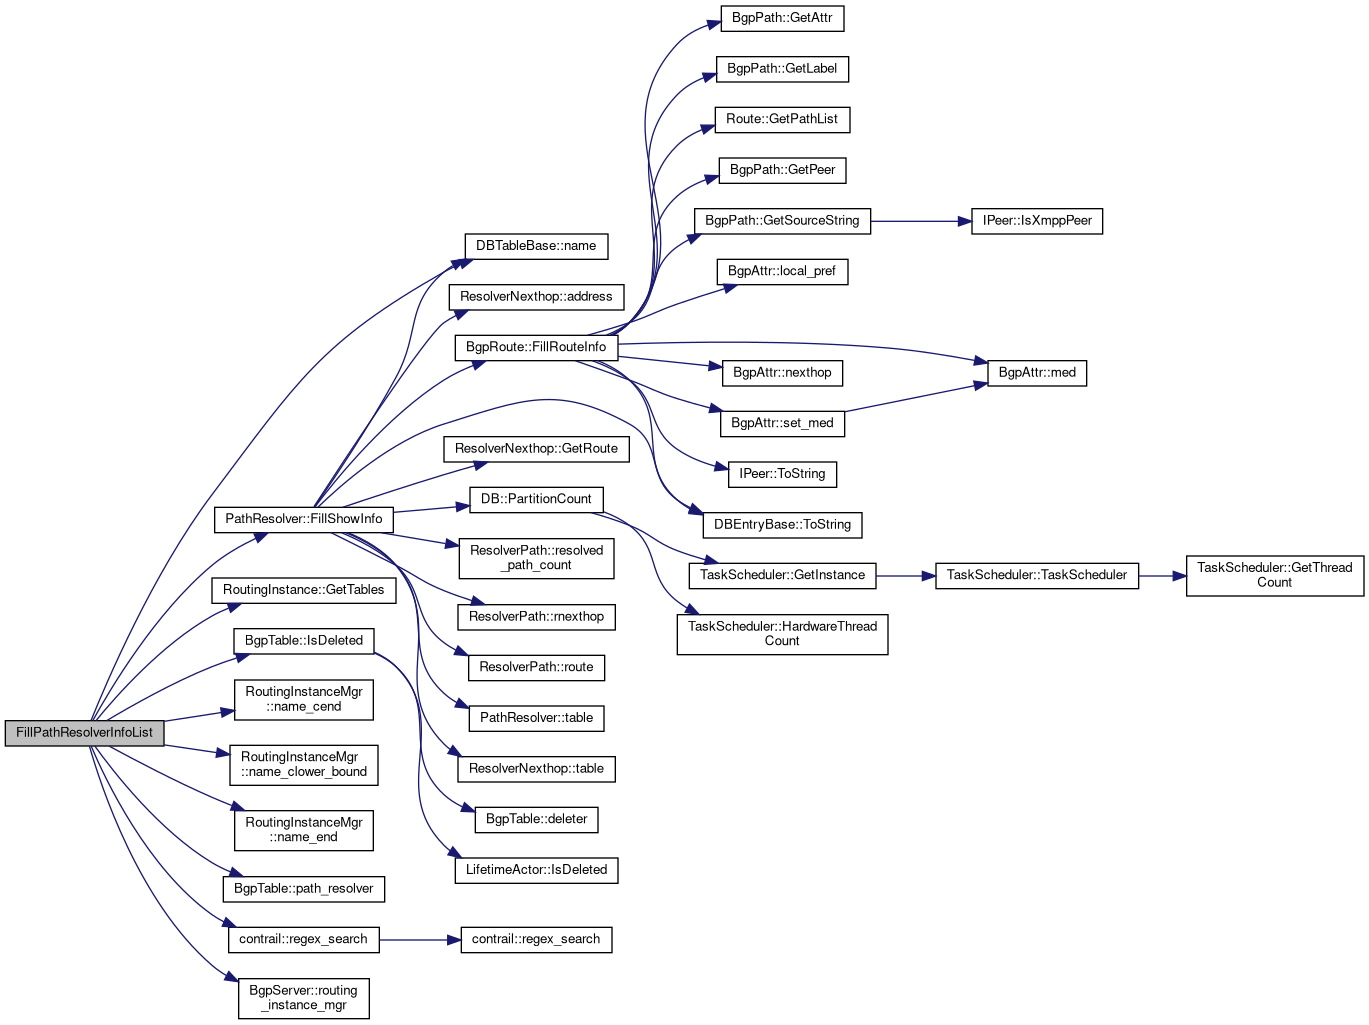 BgpPath::GetAttr
BgpPath::GetLabel
Route::GetPathList
BgpPath::GetPeer
BgpPath::GetSourceString
IPeer::IsXmppPeer
DBTableBase::name
BgpAttr::local_pref
ResolverNexthop::address
BgpRoute::FillRouteInfo
BgpAttr::nexthop
BgpAttr::med
BgpAttr::set_med
ResolverNexthop::GetRoute
IPeer::ToString
DB::PartitionCount
PathResolver::FillShowInfo
DBEntryBase::ToString
ResolverPath::resolved
_path_count
TaskScheduler::GetInstance
TaskScheduler::TaskScheduler
TaskScheduler::GetThread
Count
RoutingInstance::GetTables
ResolverPath::rnexthop
TaskScheduler::HardwareThread
Count
BgpTable::IsDeleted
ResolverPath::route
RoutingInstanceMgr
::name_cend
PathResolver::table
FillPathResolverInfoList
RoutingInstanceMgr
::name_clower_bound
ResolverNexthop::table
RoutingInstanceMgr
::name_end
BgpTable::deleter
LifetimeActor::IsDeleted
BgpTable::path_resolver
contrail::regex_search
contrail::regex_search
BgpServer::routing
_instance_mgr